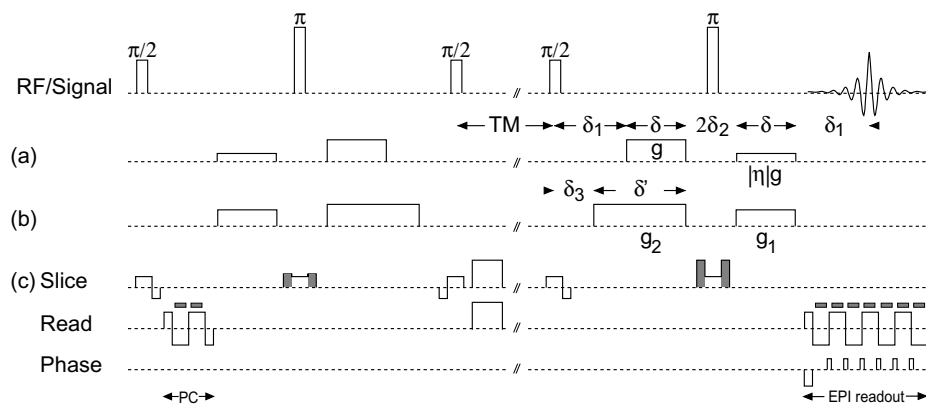 π π
π/2 π/2 π/2
RF/Signal // //
TM δ₁ δ 2δ₂ δ δ₁
(a) g // |η|g
δ₃ δ'
(b) // g₂ g₁
(c) Slice //
Read //
Phase //
PC EPI readout